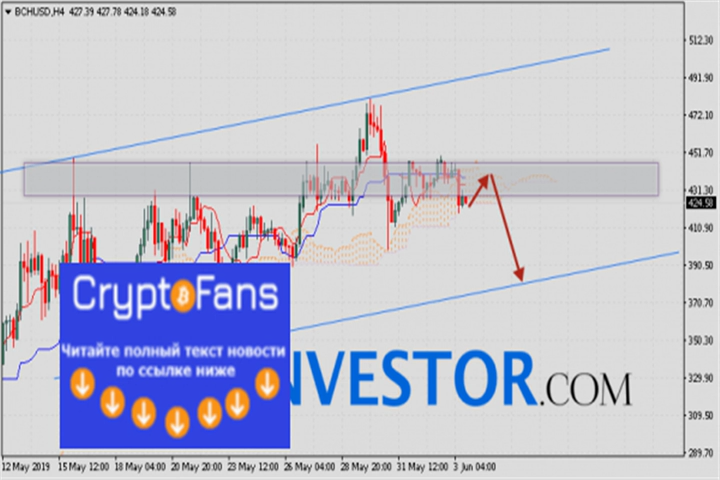 BCHUSD,H4 427.39 427.78 424.18 424.58
512.30
491.90
472.10
451.70
431.30
424.58
410.90
390.50
370.70
350.30
329.90
309.50
289.70
CryptoFans
Читайте полный текст новости
по ссылке ниже
NVESTOR.COM
12 May 2019 15 May 12:00 18 May 04:00 20 May 20:00 23 May 12:00 26 May 04:00 28 May 20:00 31 May 12:00 3 Jun 04:00